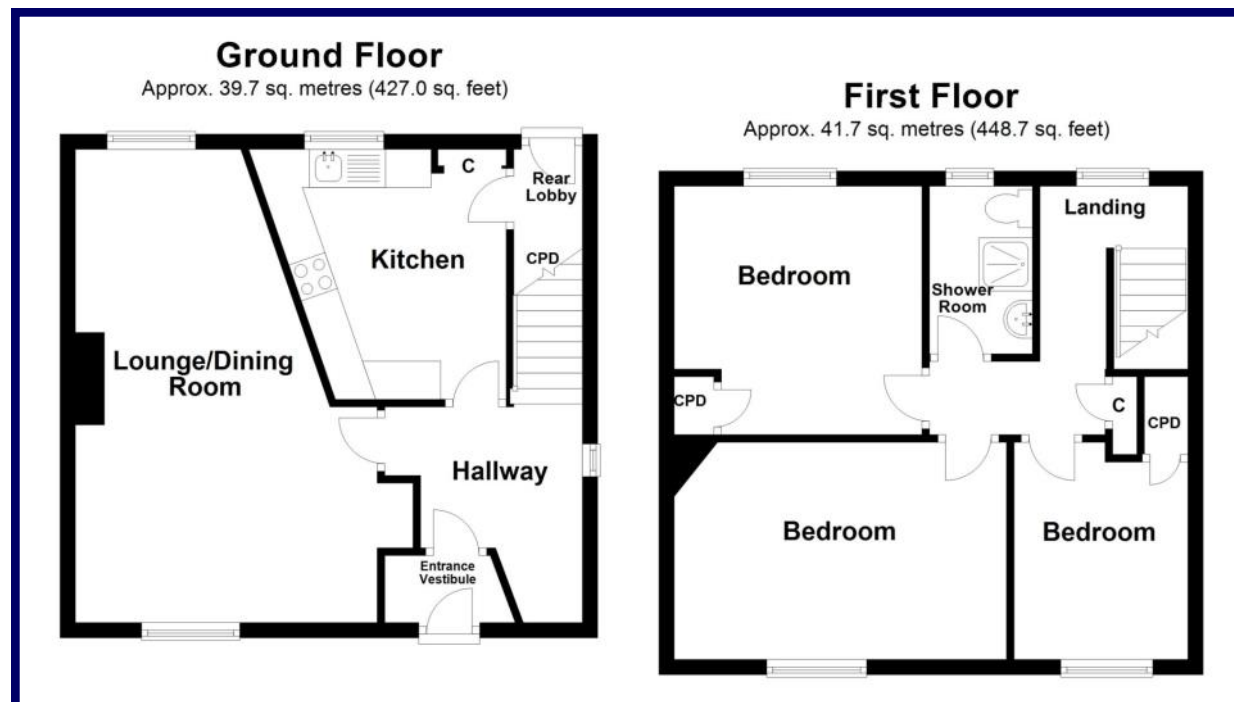 Ground Floor
Approx. 39.7 sq. metres (427.0 sq. feet)
C
Rear
Lobby
Kitchen
CPD
Lounge/Dining
Room
Hallway
Entrance
Vestibule
First Floor
Approx. 41.7 sq. metres (448.7 sq. feet)
Landing
Bedroom
Shower
Room
CPD
C
CPD
Bedroom
Bedroom